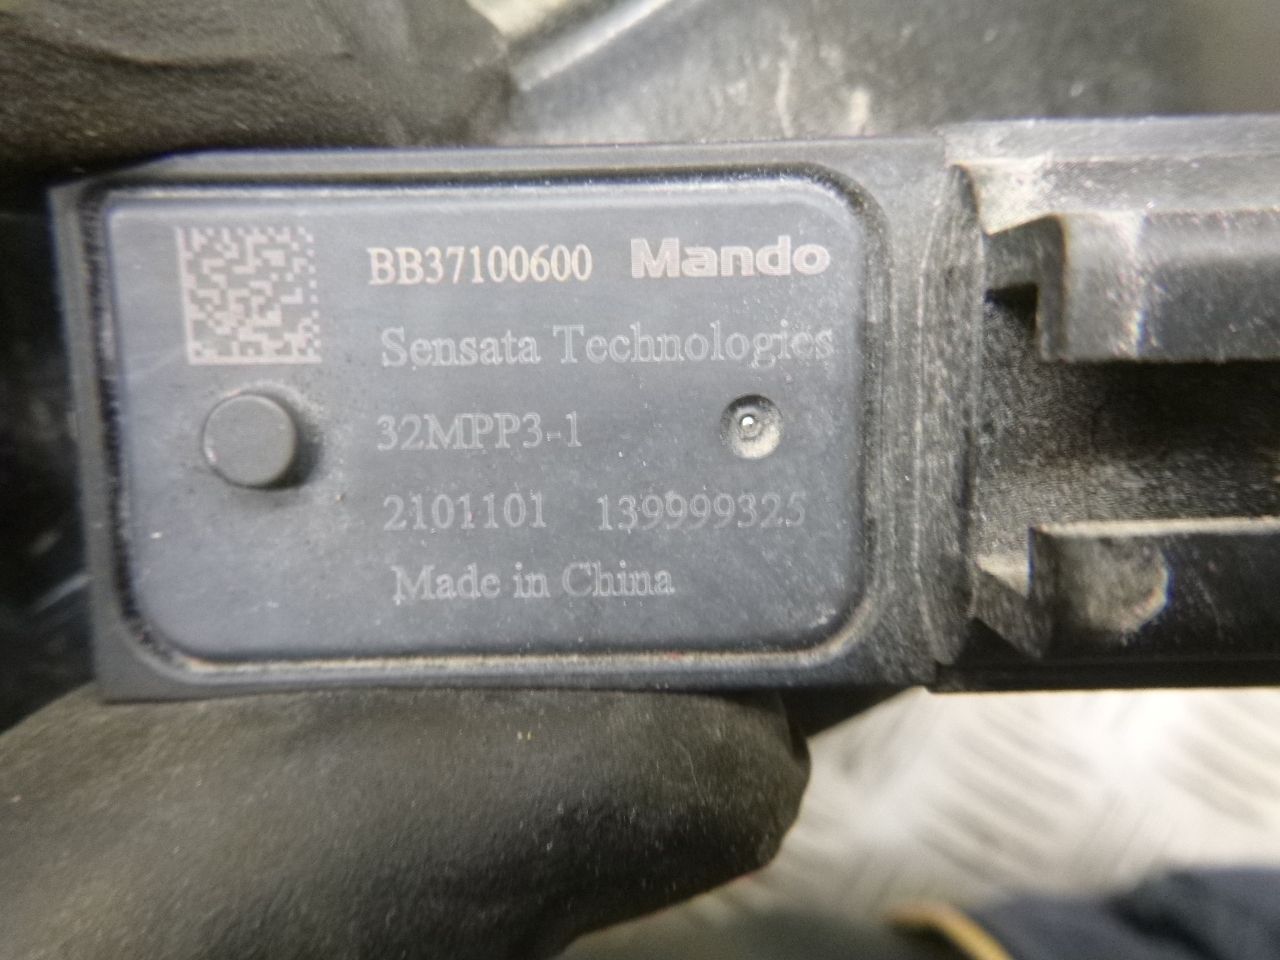 BB37100600 Mando
Sensata Technologies
32MPP3-1
2101101 139999325
Made in China